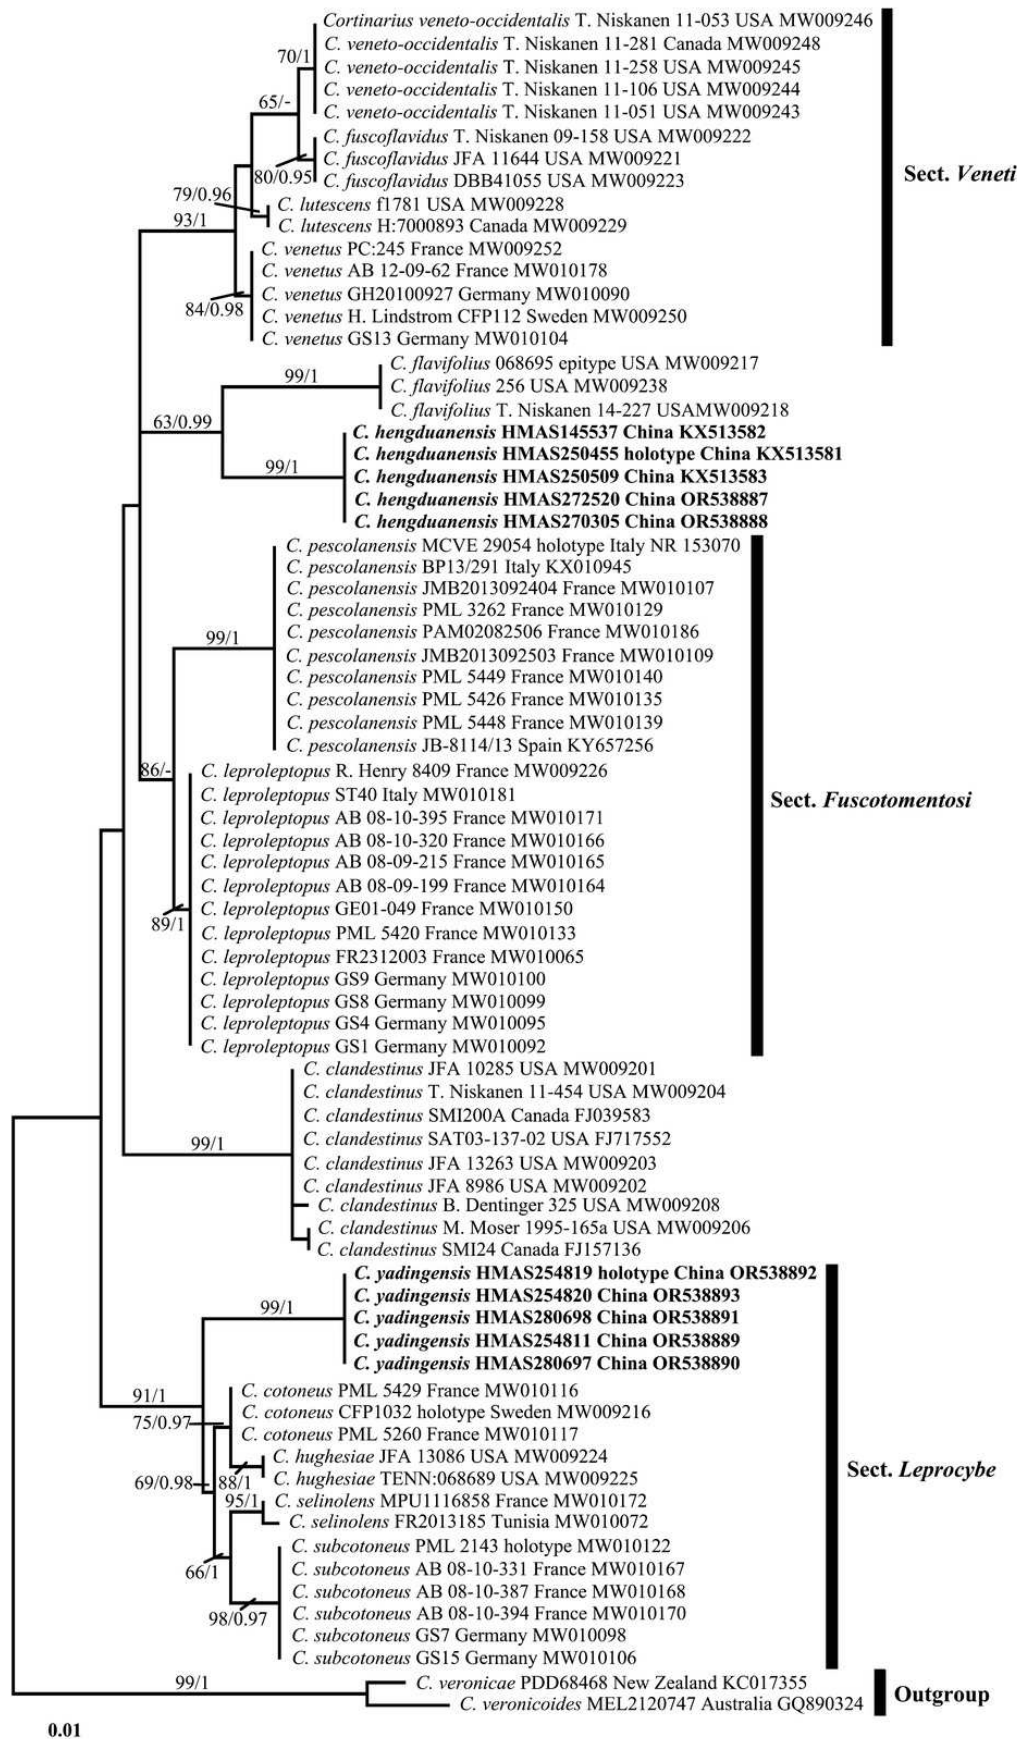 Cortinarius veneto-occidentalis T. Niskanen 11-053 USA MW009246
C. veneto-occidentalis T. Niskanen 11-281 Canada MW009248
70/1
C. veneto-occidentalis T. Niskanen 11-258 USA MW009245
C. veneto-occidentalis T. Niskanen 11-106 USA MW009244
65/-
C. veneto-occidentalis T. Niskanen 11-051 USA MW009243
C. fuscoflavidus T. Niskanen 09-158 USA MW009222
C. fuscoflavidus JFA 11644 USA MW009221
Sect. Veneti
80/0.95
C. fuscoflavidus DBB41055 USA MW009223
79/0.96
C. lutescens f1781 USA MW009228
93/1
C. lutescens H:7000893 Canada MW009229
C. venetus PC:245 France MW009252
C. venetus AB 12-09-62 France MW010178
C. venetus GH20100927 Germany MW010090
84/0.98
C. venetus H. Lindstrom CFP112 Sweden MW009250
C. venetus GS13 Germany MW010104
C. flavifolius 068695 epitype USA MW009217
99/1
C. flavifolius 256 USA MW009238
C. flavifolius T. Niskanen 14-227 USAMW009218
63/0.99
C. hengduanensis HMAS145537 China KX513582
C. hengduanensis HMAS250455 holotype China KX513581
99/1
C. hengduanensis HMAS250509 China KX513583
C. hengduanensis HMAS272520 China OR538887
C. hengduanensis HMAS270305 China OR538888
C. pescolanensis MCVE 29054 holotype Italy NR 153070
C. pescolanensis BP13/291 Italy KX010945
C. pescolanensis JMB2013092404 France MW010107
C. pescolanensis PML 3262 France MW010129
C. pescolanensis PAM02082506 France MW010186
99/1
C. pescolanensis JMB2013092503 France MW010109
C. pescolanensis PML 5449 France MW010140
C. pescolanensis PML 5426 France MW010135
C. pescolanensis PML 5448 France MW010139
C. pescolanensis JB-8114/13 Spain KY657256
86/-
C. leproleptopus R. Henry 8409 France MW009226
C. leproleptopus ST40 Italy MW010181
Sect. Fuscotomentosi
C. leproleptopus AB 08-10-395 France MW010171
C. leproleptopus AB 08-10-320 France MW010166
C. leproleptopus AB 08-09-215 France MW010165
C. leproleptopus AB 08-09-199 France MW010164
C. leproleptopus GE01-049 France MW010150
89/1
C. leproleptopus PML 5420 France MW010133
C. leproleptopus FR2312003 France MW010065
C. leproleptopus GS9 Germany MW010100
C. leproleptopus GS8 Germany MW010099
C. leproleptopus GS4 Germany MW010095
C. leproleptopus GS1 Germany MW010092
C. clandestinus JFA 10285 USA MW009201
C. clandestinus T. Niskanen 11-454 USA MW009204
C. clandestinus SMI200A Canada FJ039583
99/1
C. clandestinus SAT03-137-02 USA FJ717552
C. clandestinus JFA 13263 USA MW009203
C. clandestinus JFA 8986 USA MW009202
C. clandestinus B. Dentinger 325 USA MW009208
C. clandestinus M. Moser 1995-165a USA MW009206
C. clandestinus SMI24 Canada FJ157136
C. yadingensis HMAS254819 holotype China OR538892
C. yadingensis HMAS254820 China OR538893
99/1
C. yadingensis HMAS280698 China OR538891
C. yadingensis HMAS254811 China OR538889
C. yadingensis HMAS280697 China OR538890
91/1
C. cotoneus PML 5429 France MW010116
75/0.97
C. cotoneus CFP1032 holotype Sweden MW009216
C. cotoneus PML 5260 France MW010117
C. hughesiae JFA 13086 USA MW009224
Sect. Leprocybe
69/0.98
88/1
C. hughesiae TENN:068689 USA MW009225
95/1
C. selinolens MPU1116858 France MW010172
C. selinolens FR2013185 Tunisia MW010072
C. subcotoneus PML 2143 holotype MW010122
66/1
C. subcotoneus AB 08-10-331 France MW010167
C. subcotoneus AB 08-10-387 France MW010168
98/0.97
C. subcotoneus AB 08-10-394 France MW010170
C. subcotoneus GS7 Germany MW010098
C. subcotoneus GS15 Germany MW010106
99/1
C. veronicae PDD68468 New Zealand KC017355
Outgroup
C. veronicoides MEL2120747 Australia GQ890324
0.01